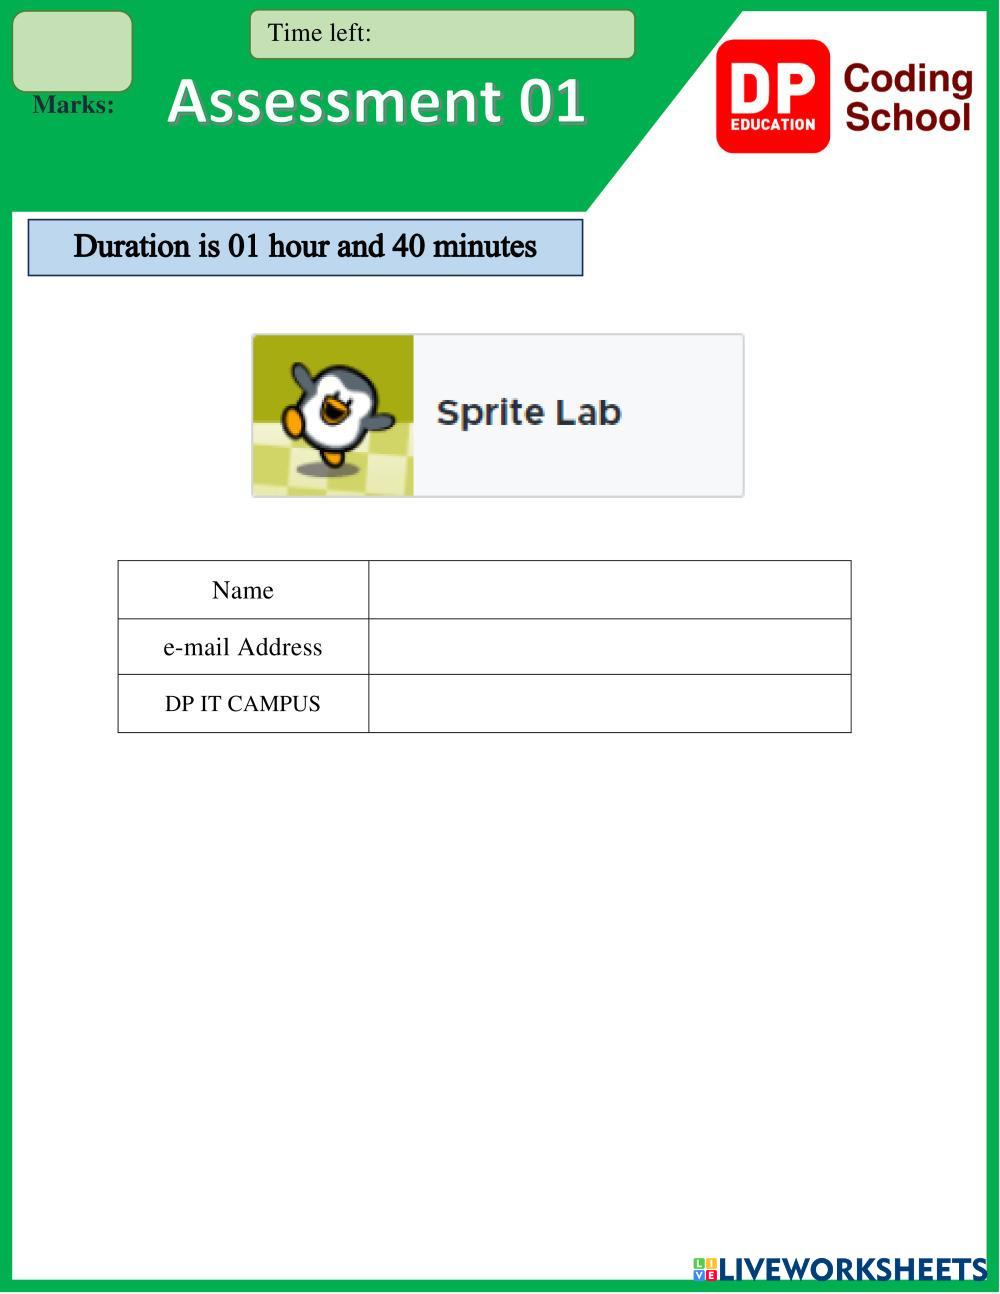 Time left:
Marks:
Assessment 01
DP
EDUCATION
Coding
School
Duration is 01 hour and 40 minutes
Sprite Lab
Name
e-mail Address
DP IT CAMPUS
LIVE LIVEWORKSHEETS